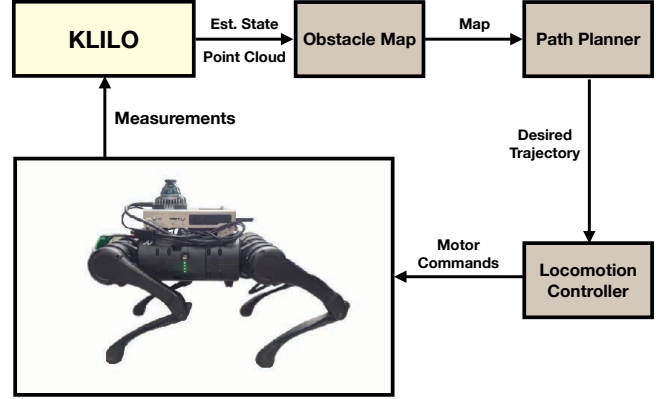 KLILO
Est. State
Point Cloud
Obstacle Map
Map
Path Planner
Measurements
Desired
Trajectory
Motor
Commands
Locomotion
Controller